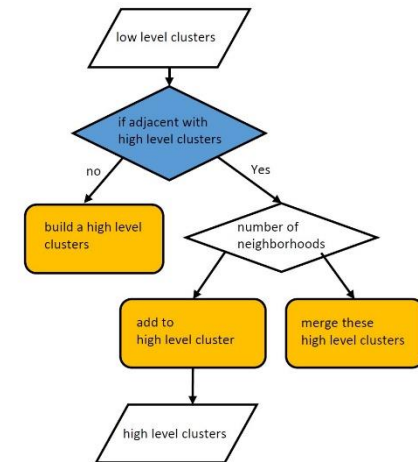 low level clusters
if adjacent with
high level clusters
no
Yes
build a high level
clusters
number of
neighborhoods
add to
high level cluster
merge these
high level clusters
high level clusters